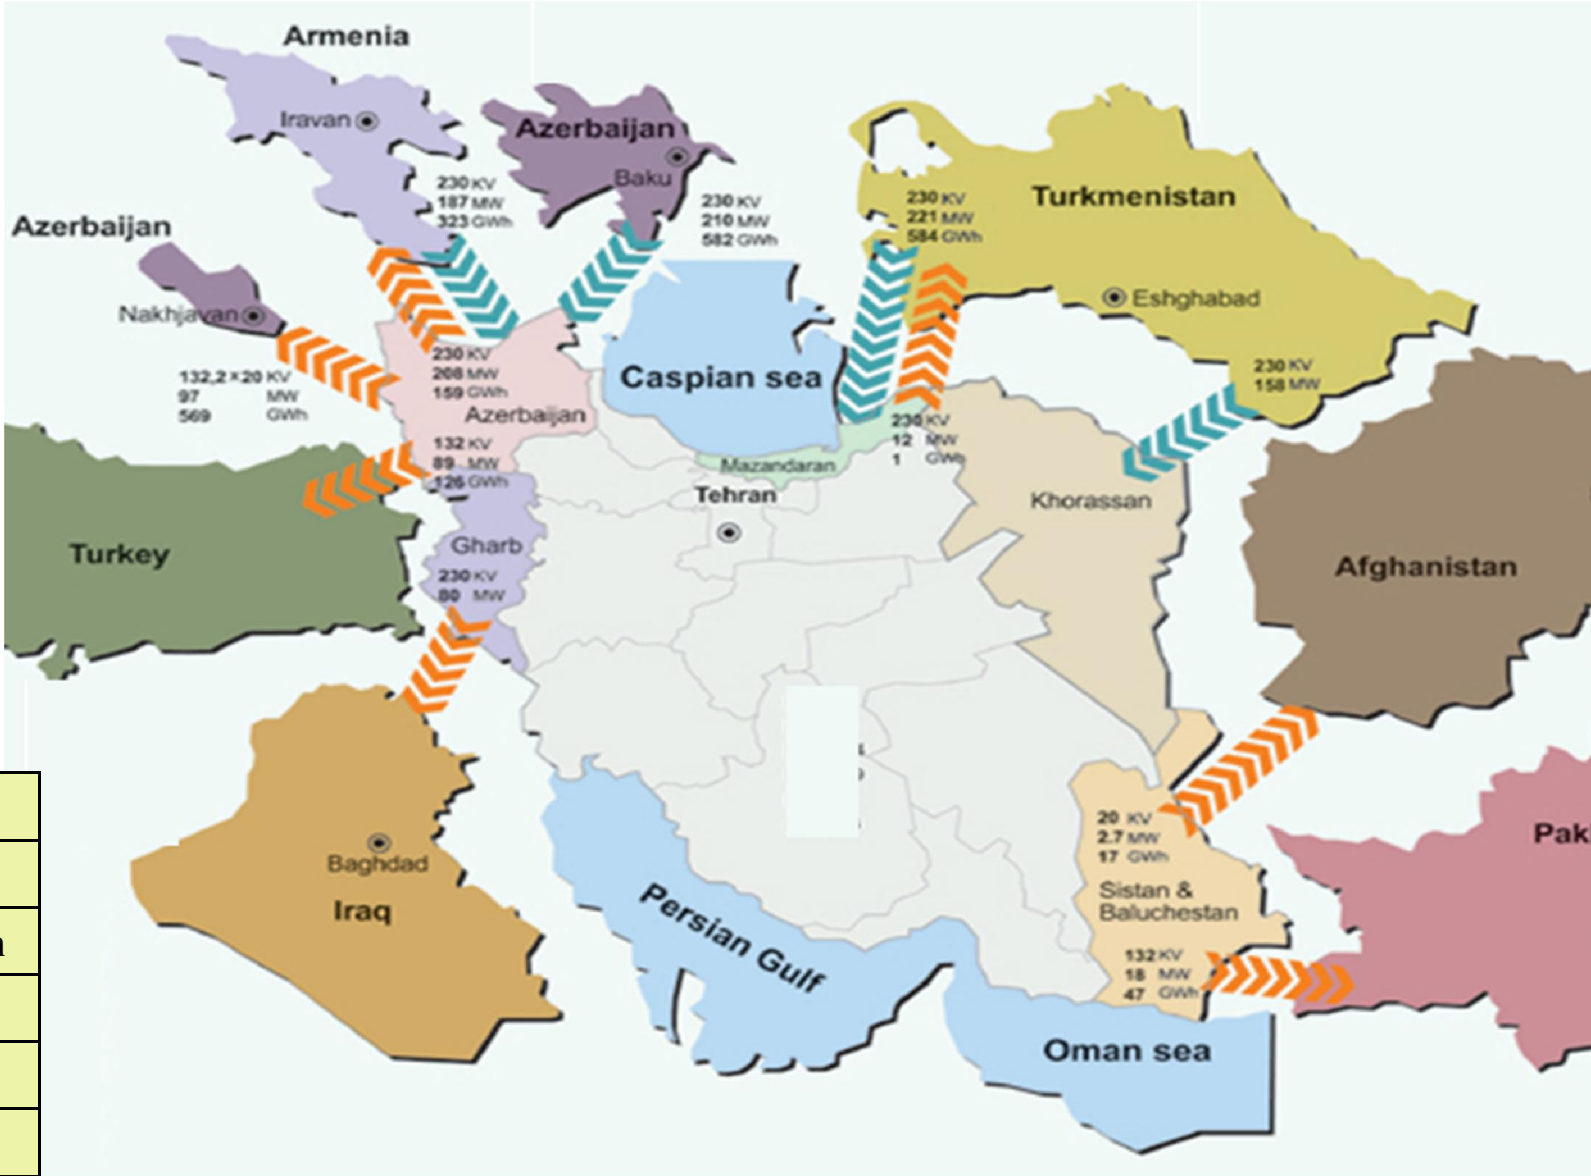 Armenia
Iravan
Azerbaijan
Baku
230 KV
187 MW
323 GWh
230 KV
210 MW
582 GWh
230 KV
221 MW
584 GWh
Turkmenistan
Azerbaijan
Nakhjavan
Eshghabad
132,2×20 KV
97 MW
569 GWh
230 KV
208 MW
159 GWh
Azerbaijan
Caspian sea
230 KV
158 MW
230 KV
12 MW
1 GWh
132 KV
89 MW
126 GWh
Mazandaran
Tehran
Khorassan
Turkey
Gharb
230 KV
80 MW
Afghanistan
20 KV
2.7 MW
17 GWh
Pak
Baghdad
Iraq
Sistan &
Baluchestan
Persian Gulf
132 KV
18 MW
47 GWh
Oman sea